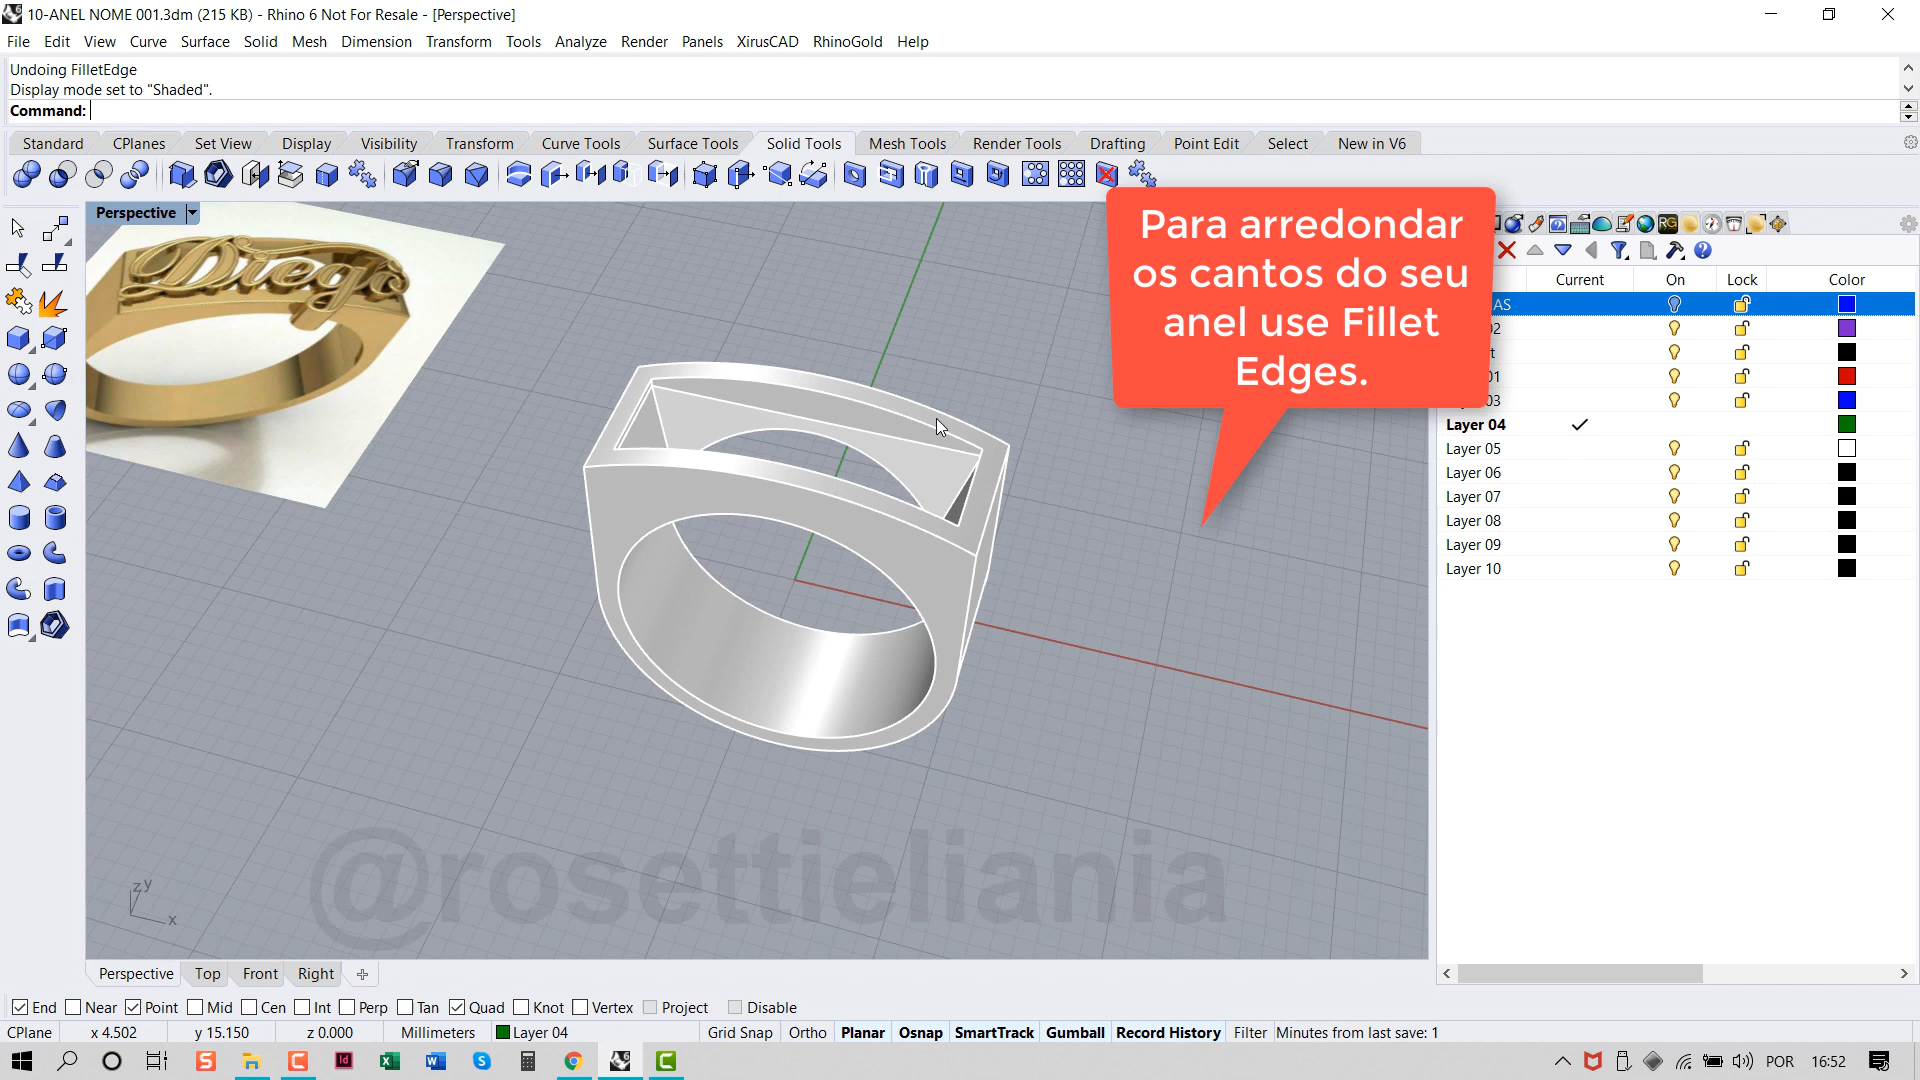 10-ANEL NOME 001.3dm (215 KB) - Rhino 6 Not For Resale - [Perspective]
File Edit View Curve Surface Solid Mesh Dimension Transform Tools Analyze Render Panels XirusCAD RhinoGold Help
Undoing FilletEdge
Display mode set to "Shaded".
Command:
Standard CPlanes Set View Display Visibility Transform Curve Tools Surface Tools Solid Tools Mesh Tools Render Tools Drafting Point Edit Select New in V6
Perspective
Diego
Para arredondar
os cantos do seu
anel use Fillet
Edges.
RG
Current On Lock Color
AS
02
t
01
03
Layer 04
Layer 05
Layer 06
Layer 07
Layer 08
Layer 09
Layer 10
@rosettieliania
z y
x
Perspective Top Front Right
End Near Point Mid Cen Int Perp Tan Quad Knot Vertex Project Disable
CPlane x 4.502 y 15.150 z 0.000 Millimeters Layer 04 Grid Snap Ortho Planar Osnap SmartTrack Gumball Record History Filter Minutes from last save: 1
POR 16:52